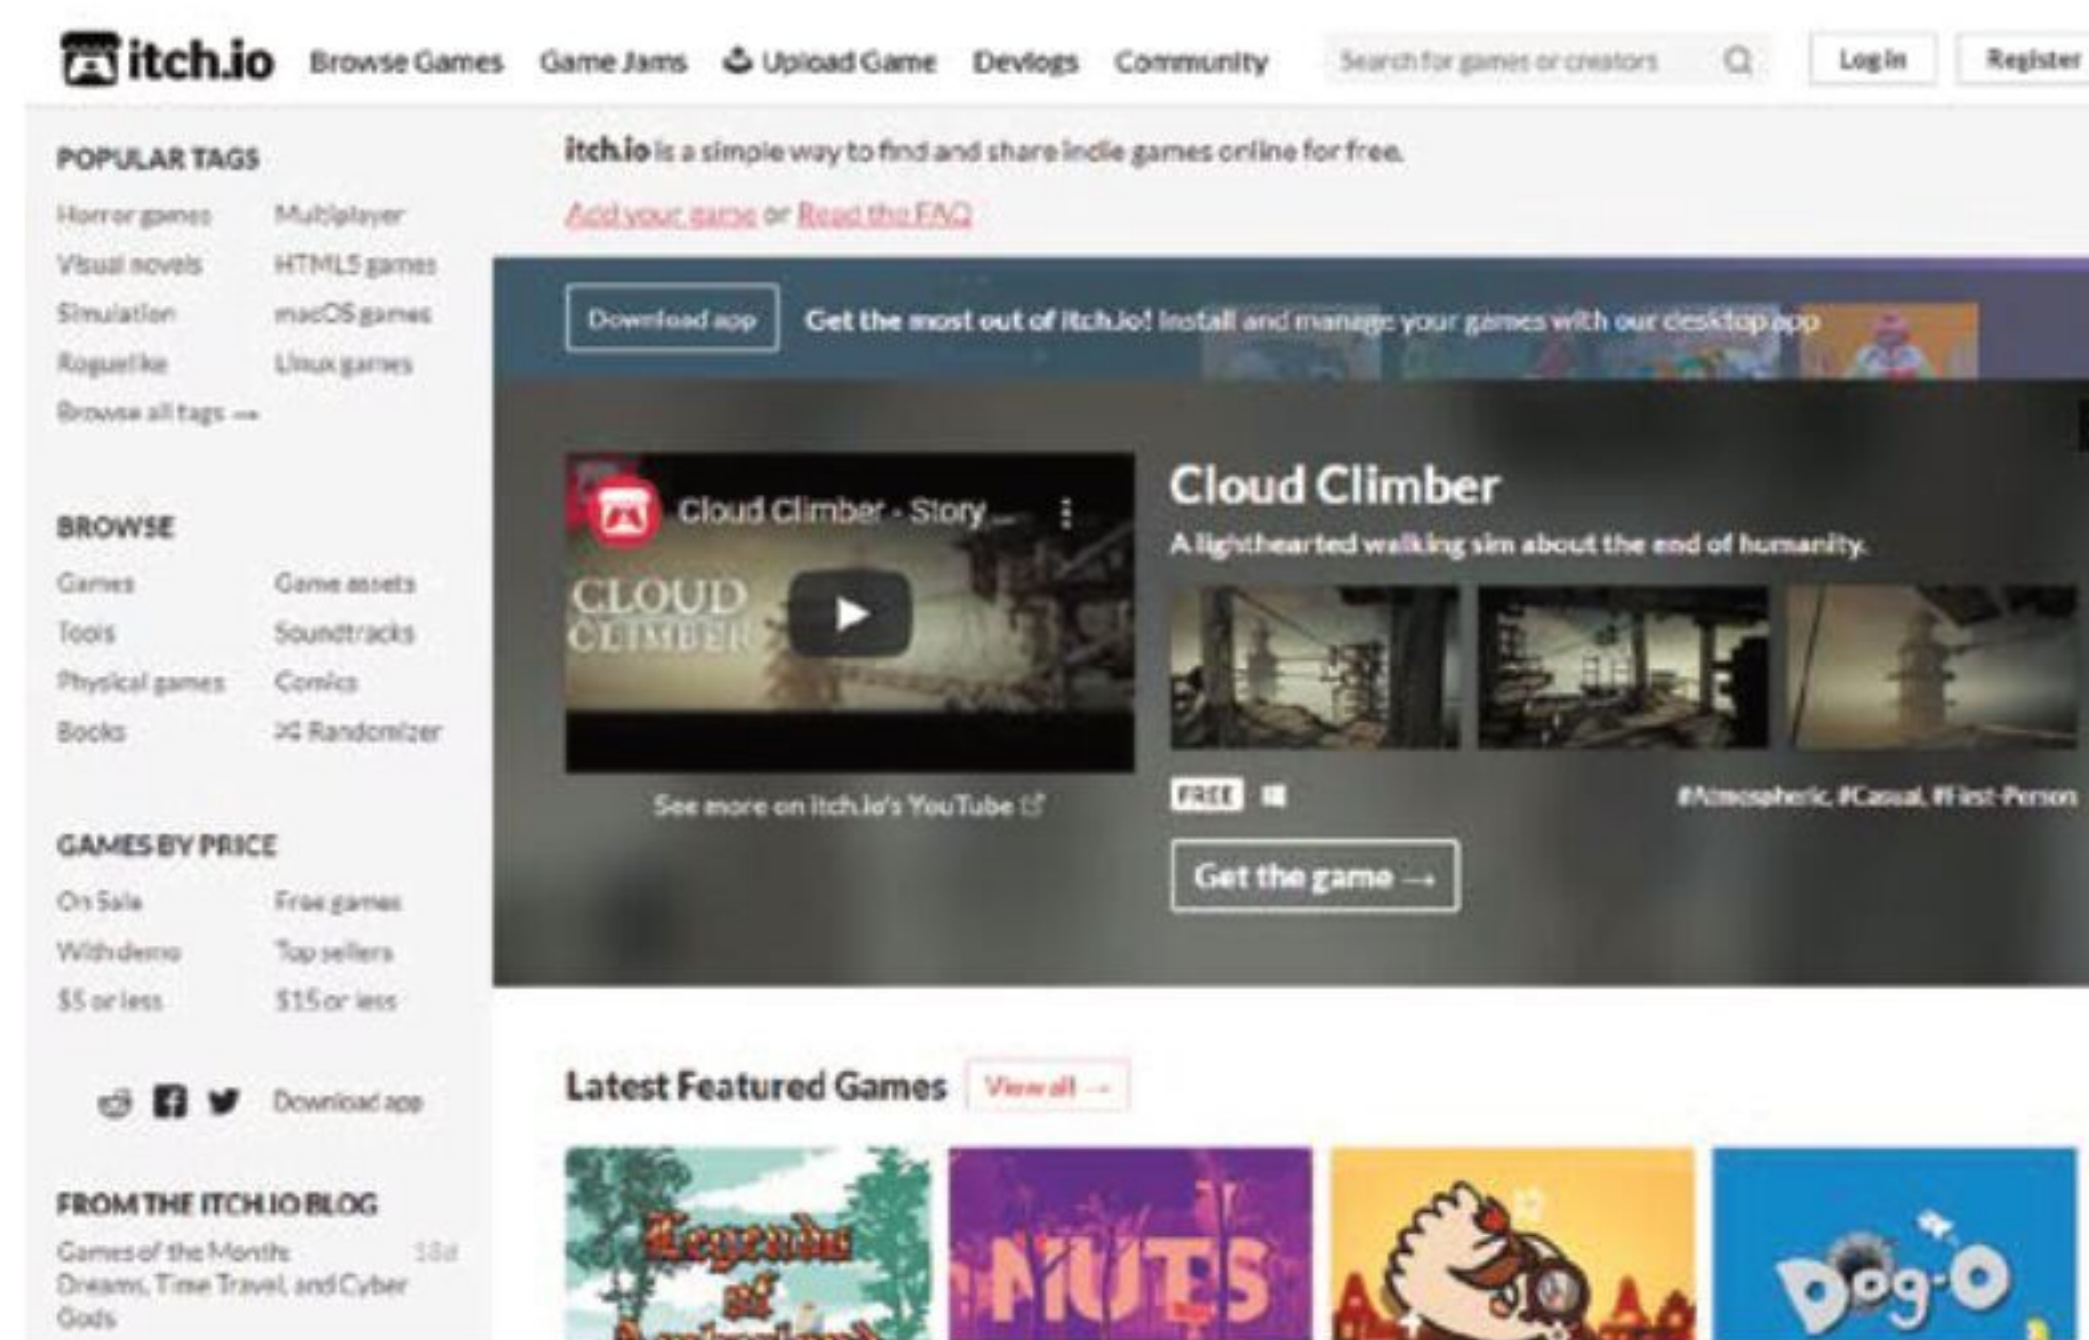 itch.io Browse Games Game Jams Upload Game Devlogs Community Search for games or creators Log in Register
POPULAR TAGS
Horror games Multiplayer
Visual novels HTML5 games
Simulation macOS games
Roguelike Linux games
Browse all tags →
BROWSE
Games Game assets
Tools Soundtracks
Physical games Comics
Books Randomizer
GAMES BY PRICE
On Sale Free games
With demo Top sellers
$5 or less $15 or less
Download app
FROM THE ITCH.IO BLOG
Games of the Month: 18d
Dreams, Time Travel, and Cyber
Gods
itch.io is a simple way to find and share indie games online for free.
Add your game or Read the FAQ
Download app Get the most out of itch.io! Install and manage your games with our desktop app
Cloud Climber - Story ...
CLOUD
CLIMBER
See more on itch.io's YouTube
Cloud Climber
A lighthearted walking sim about the end of humanity.
FREE #Atmospheric, #Casual, #First-Person
Get the game →
Latest Featured Games View all →
Legends
of
NUTS
Dog-O